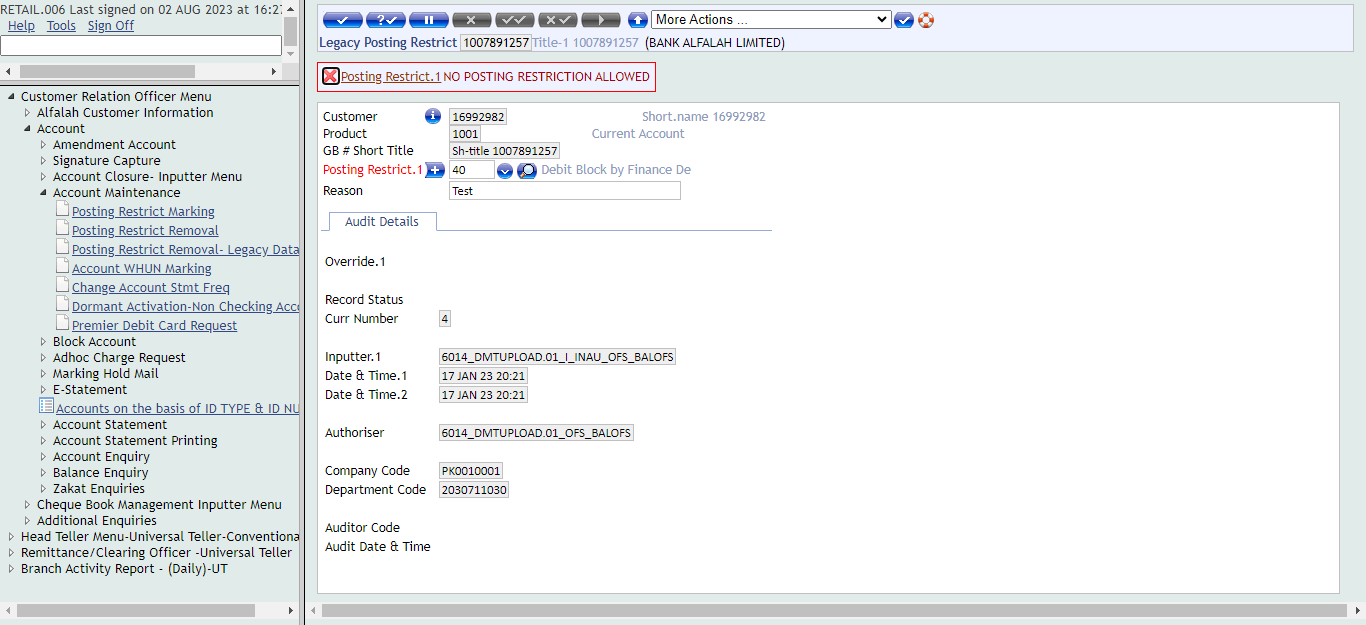 RETAIL.006 Last signed on 02 AUG 2023 at 16:27
Help Tools Sign Off
Customer Relation Officer Menu
Alfalah Customer Information
Account
Amendment Account
Signature Capture
Account Closure- Inputter Menu
Account Maintenance
Posting Restrict Marking
Posting Restrict Removal
Posting Restrict Removal- Legacy Data
Account WHUN Marking
Change Account Stmt Freq
Dormant Activation-Non Checking Acco
Premier Debit Card Request
Block Account
Adhoc Charge Request
Marking Hold Mail
E-Statement
Accounts on the basis of ID TYPE & ID NU
Account Statement
Account Statement Printing
Account Enquiry
Balance Enquiry
Zakat Enquiries
Cheque Book Management Inputter Menu
Additional Enquiries
Head Teller Menu-Universal Teller-Conventiona
Remittance/Clearing Officer -Universal Teller
Branch Activity Report - (Daily)-UT
More Actions ...
Legacy Posting Restrict 1007891257 Title-1 1007891257 (BANK ALFALAH LIMITED)
Posting Restrict.1 NO POSTING RESTRICTION ALLOWED
Customer 16992982 Short.name 16992982
Product 1001 Current Account
GB # Short Title Sh-title 1007891257
Posting Restrict.1 40 Debit Block by Finance De
Reason Test
Audit Details
Override.1
Record Status
Curr Number 4
Inputter.1 6014_DMTUPLOAD.01_I_INAU_OFS_BALOFS
Date & Time.1 17 JAN 23 20:21
Date & Time.2 17 JAN 23 20:21
Authoriser 6014_DMTUPLOAD.01_OFS_BALOFS
Company Code PK0010001
Department Code 2030711030
Auditor Code
Audit Date & Time